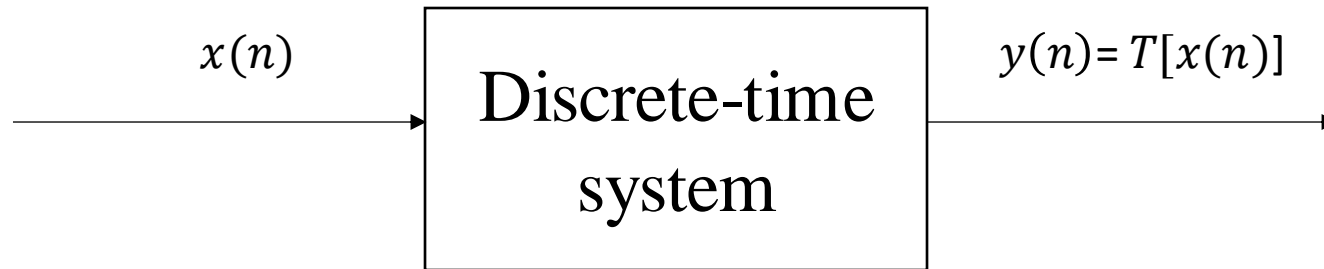 x(n)
Discrete-time
system
y(n)= T[x(n)]